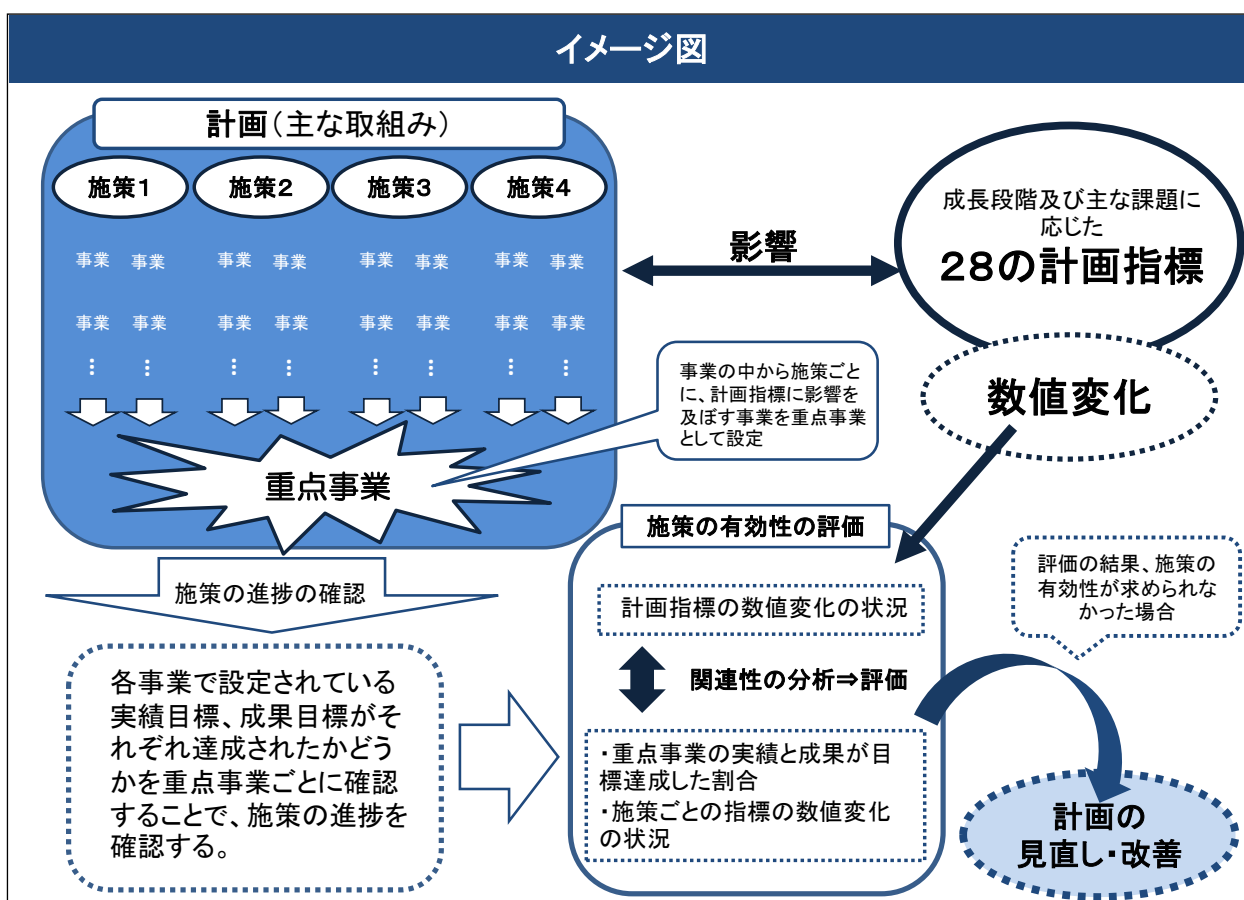 イメージ図
計画（主な取組み）
施策１
施策２
施策３
施策４
事業 事業 事業 事業 事業 事業 事業 事業
事業 事業 事業 事業 事業 事業 事業 事業
⋮ ⋮ ⋮ ⋮ ⋮ ⋮ ⋮ ⋮
重点事業
影響
成長段階及び主な課題に
応じた
２８の計画指標
数値変化
事業の中から施策ごと
に、計画指標に影響を
及ぼす事業を重点事業
として設定
施策の進捗の確認
各事業で設定されている
実績目標、成果目標がそ
れぞれ達成されたかどう
かを重点事業ごとに確認
することで、施策の進捗を
確認する。
施策の有効性の評価
計画指標の数値変化の状況
関連性の分析⇒評価
・重点事業の実績と成果が目
標達成した割合
・施策ごとの指標の数値変化
の状況
評価の結果、施策の
有効性が求められな
かった場合
計画の
見直し・改善